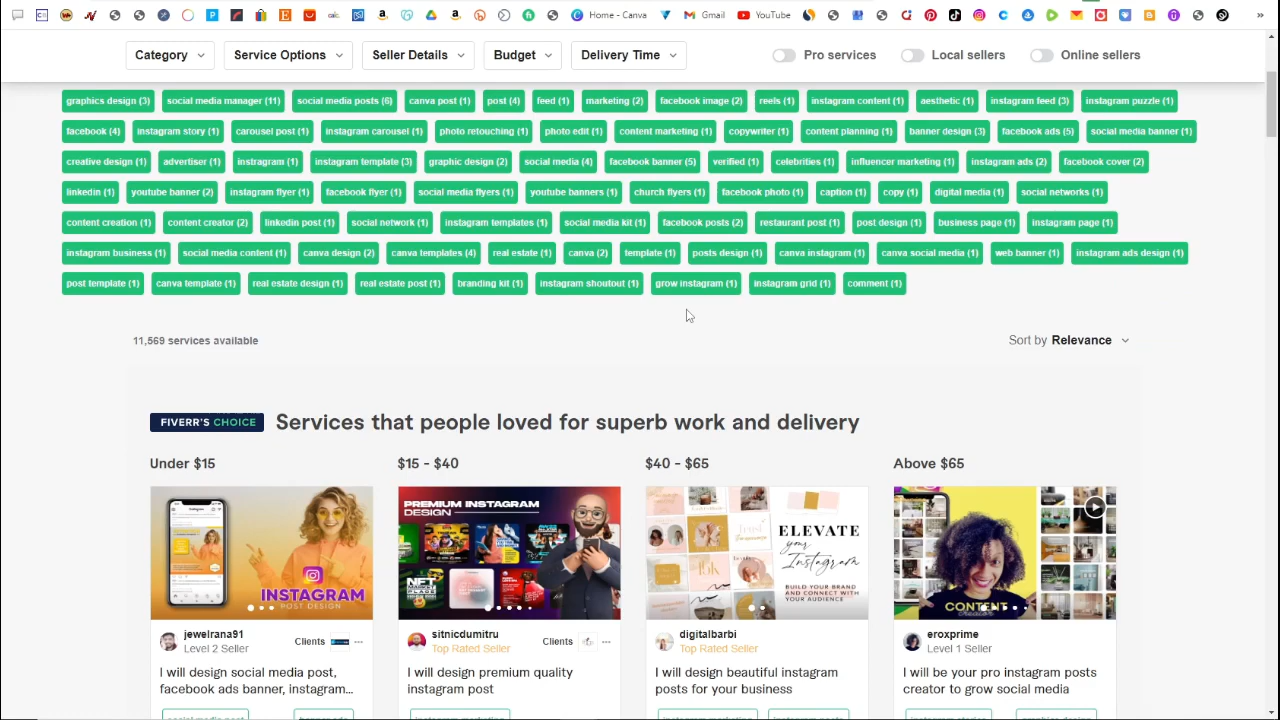 Home - Canva Gmail YouTube »
Category Service Options Seller Details Budget Delivery Time Pro services Local sellers Online sellers
graphics design (3) social media manager (11) social media posts (6) canva post (1) post (4) feed (1) marketing (2) facebook image (2) reels (1) instagram content (1) aesthetic (1) instagram feed (3) instagram puzzle (1)
facebook (4) instagram story (1) carousel post (1) instagram carousel (1) photo retouching (1) photo edit (1) content marketing (1) copywriter (1) content planning (1) banner design (3) facebook ads (5) social media banner (1)
creative design (1) advertiser (1) instragram (1) instagram template (3) graphic design (2) social media (4) facebook banner (5) verified (1) celebrities (1) influencer marketing (1) instagram ads (2) facebook cover (2)
linkedin (1) youtube banner (2) instagram flyer (1) facebook flyer (1) social media flyers (1) youtube banners (1) church flyers (1) facebook photo (1) caption (1) copy (1) digital media (1) social networks (1)
content creation (1) content creator (2) linkedin post (1) social network (1) instagram templates (1) social media kit (1) facebook posts (2) restaurant post (1) post design (1) business page (1) instagram page (1)
instagram business (1) social media content (1) canva design (2) canva templates (4) real estate (1) canva (2) template (1) posts design (1) canva instagram (1) canva social media (1) web banner (1) instagram ads design (1)
post template (1) canva template (1) real estate design (1) real estate post (1) branding kit (1) instagram shoutout (1) grow instagram (1) instagram grid (1) comment (1)
11,569 services available Sort by Relevance
FIVERR'S CHOICE Services that people loved for superb work and delivery
Under $15 $15 - $40 $40 - $65 Above $65
INSTAGRAM
POST DESIGN
PREMIUM INSTAGRAM
DESIGN
ELEVATE
your
Instagram
BUILD YOUR BRAND
AND CONNECT WITH
YOUR AUDIENCE
CONTENT
jewelrana91 Clients ... sitnicdumitru Clients ... digitalbarbi eroxprime
Level 2 Seller Top Rated Seller Top Rated Seller Level 1 Seller
I will design social media post, I will design premium quality I will design beautiful instagram I will be your pro instagram posts
facebook ads banner, instagram... instagram post posts for your business creator to grow social media